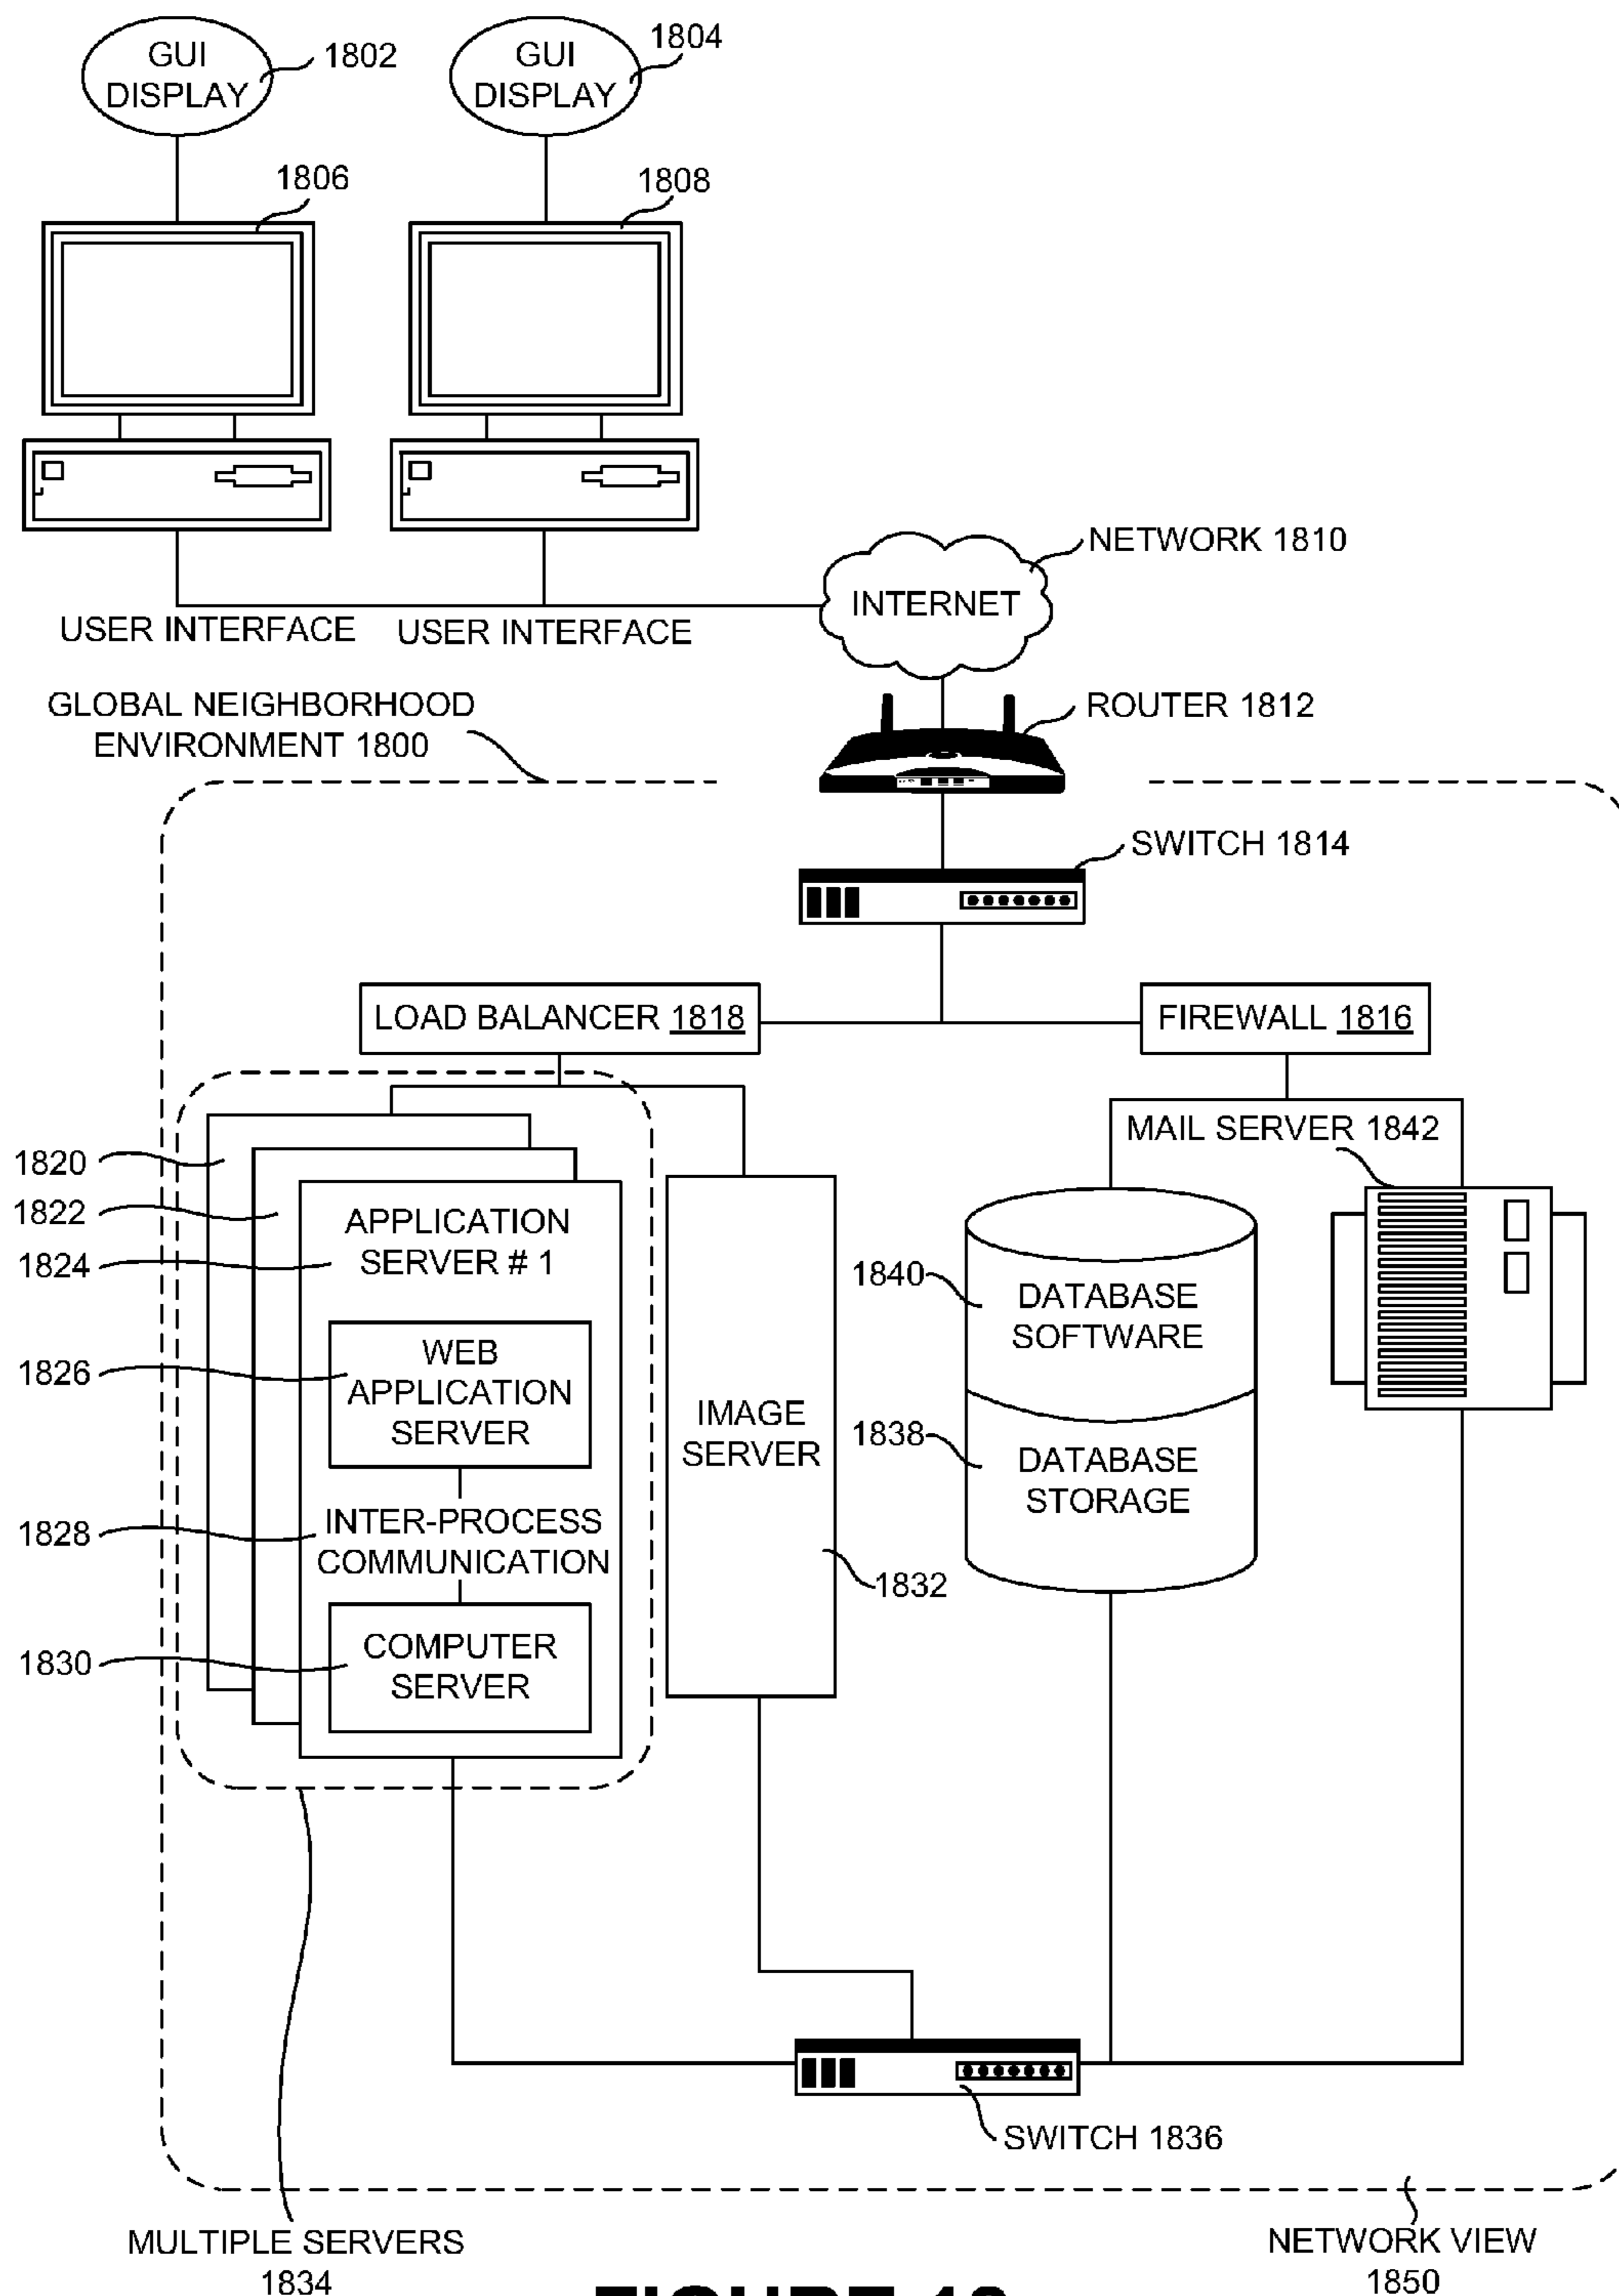 GUI
DISPLAY
1802
GUI
DISPLAY
1804
1806
1808
NETWORK 1810
INTERNET
USER INTERFACE
USER INTERFACE
GLOBAL NEIGHBORHOOD
ENVIRONMENT 1800
ROUTER 1812
SWITCH 1814
LOAD BALANCER 1818
FIREWALL 1816
MAIL SERVER 1842
1820
1822
1824
APPLICATION
SERVER # 1
1826
WEB
APPLICATION
SERVER
1828
INTER-PROCESS
COMMUNICATION
1830
COMPUTER
SERVER
IMAGE
SERVER
1832
1840
DATABASE
SOFTWARE
1838
DATABASE
STORAGE
SWITCH 1836
MULTIPLE SERVERS
1834
NETWORK VIEW
1850
FIGURE 18